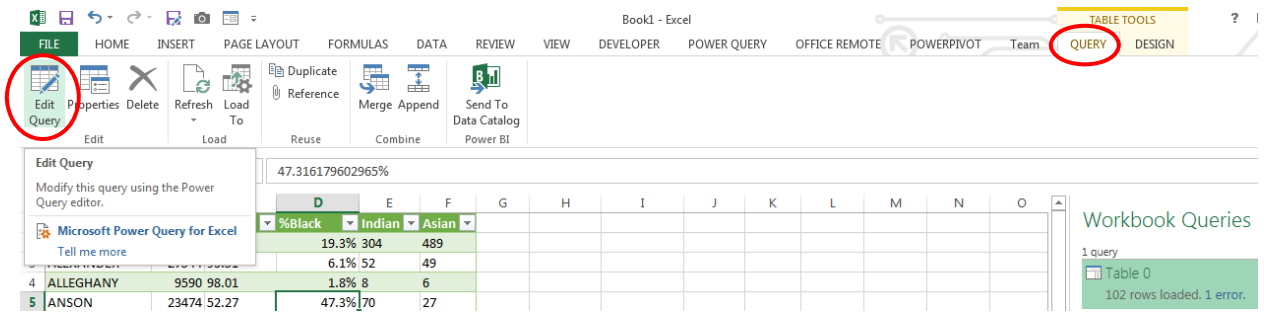 Book1 - Excel
TABLE TOOLS
?
FILE HOME INSERT PAGE LAYOUT FORMULAS DATA REVIEW VIEW DEVELOPER POWER QUERY OFFICE REMOTE POWERPIVOT Team QUERY DESIGN
Edit Query
Properties
Delete
Refresh
Load To
Duplicate
Reference
Merge
Append
Send To Data Catalog
Edit Load Reuse Combine Power BI
Edit Query
Modify this query using the Power
Query editor.
Microsoft Power Query for Excel
Tell me more
47.316179602965%
D E F G H I J K L M N O
%Black Indian Asian
19.3% 304 489
6.1% 52 49
4 ALLEGHANY 9590 98.01 1.8% 8 6
5 ANSON 23474 52.27 47.3% 70 27
Workbook Queries
1 query
Table 0
102 rows loaded. 1 error.